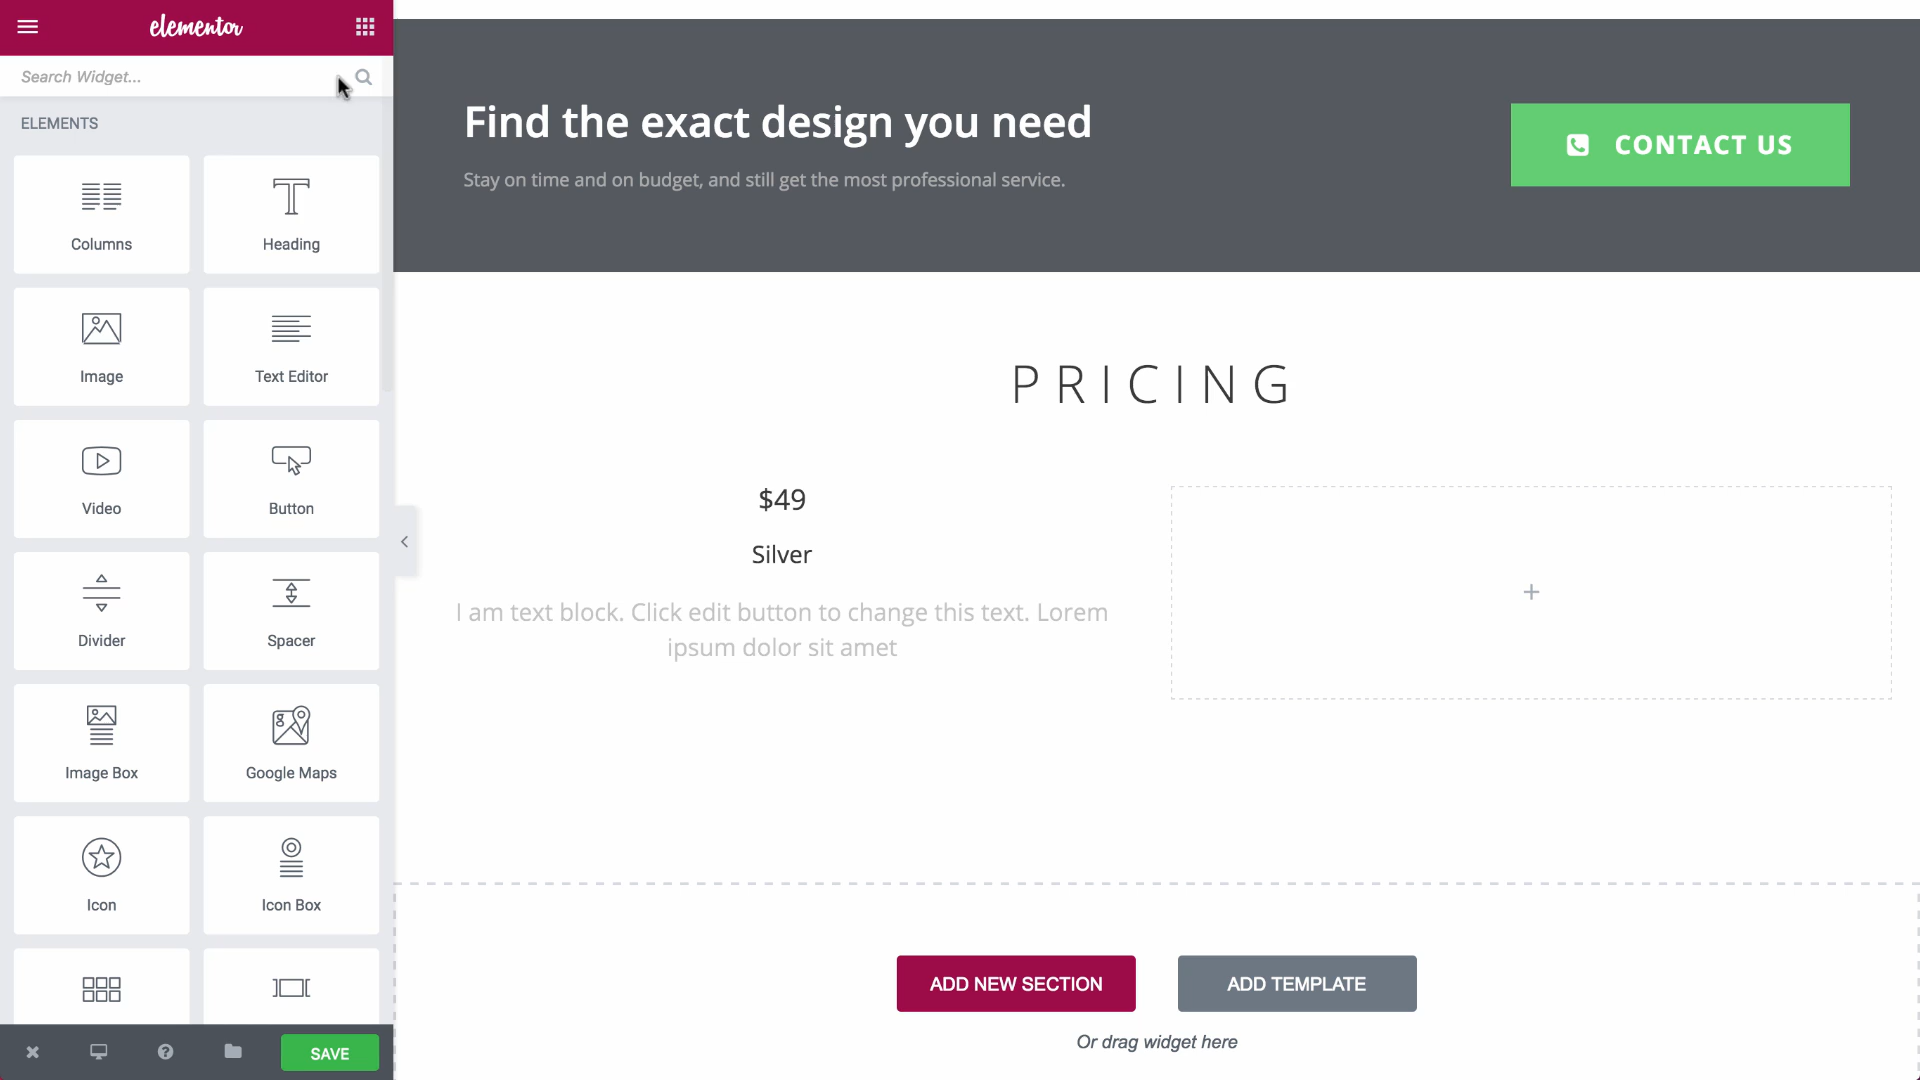 elementor
Search Widget...
ELEMENTS
Columns
Heading
Image
Text Editor
Video
Button
Divider
Spacer
Image Box
Google Maps
Icon
Icon Box
SAVE
Find the exact design you need
Stay on time and on budget, and still get the most professional service.
CONTACT US
PRICING
$49
Silver
I am text block. Click edit button to change this text. Lorem
ipsum dolor sit amet
ADD NEW SECTION
ADD TEMPLATE
Or drag widget here